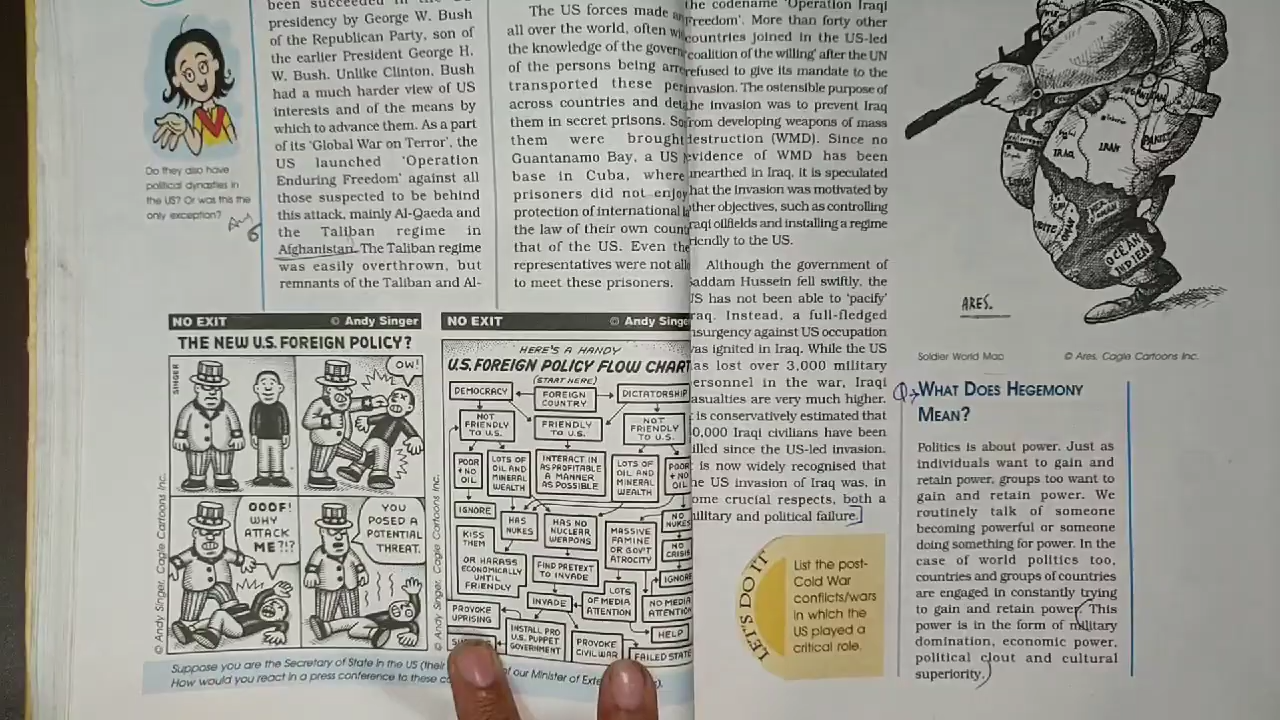 been succeeded in the US
presidency by George W. Bush
of the Republican Party, son of
the earlier President George H.
W. Bush. Unlike Clinton, Bush
had a much harder view of US
interests and of the means by
which to advance them. As a part
of its 'Global War on Terror', the
US launched 'Operation
Enduring Freedom' against all
those suspected to be behind
this attack, mainly Al-Qaeda and
the Taliban regime in
Afghanistan. The Taliban regime
was easily overthrown, but
remnants of the Taliban and Al-
Do they also have
political dynasties in
the US? Or was this the
only exception?
The US forces made
all over the world, often
the knowledge of the
of the persons being
transported these
across countries and
them in secret prisons.
them were brought
Guantanamo Bay, a US
base in Cuba, where
prisoners did not enjoy
protection of international
the law of their own
that of the US. Even the
representatives were not
to meet these prisoners.
NO EXIT © Andy Singer
THE NEW U.S. FOREIGN POLICY?
SINGER
OW!
OOOF!
WHY
ATTACK
ME?!?
YOU
POSED A
POTENTIAL
THREAT.
© Andy Singer, Cagle Cartoons Inc.
NO EXIT © Andy
HERE'S A HANDY
U.S. FOREIGN POLICY FLOW CHART
(START HERE)
DEMOCRACY
FOREIGN
COUNTRY
DICTATORSHIP
NOT
FRIENDLY
TO U.S.
FRIENDLY
TO U.S.
NOT
FRIENDLY
TO U.S.
POOR
+ NO
OIL
LOTS OF
OIL AND
MINERAL
WEALTH
INTERACT IN
AS PROFITABLE
A MANNER
AS POSSIBLE
LOTS OF
OIL AND
MINERAL
WEALTH
POOR
+ NO
OIL
IGNORE
HAS
NUKES
HAS NO
NUCLEAR
WEAPONS
MASSIVE
FAMINE
OR GOV'T
ATROCITY
NO
NUKES
NO
CRISIS
KISS
THEM
OR HARASS
ECONOMICALLY
UNTIL
FRIENDLY
FIND PRETEXT
TO INVADE
IGNORE
INVADE
LOTS
OF MEDIA
ATTENTION
NO MEDIA
ATTENTION
PROVOKE
UPRISING
INSTALL PRO
U.S. PUPPET
GOVERNMENT
PROVOKE
CIVIL WAR
HELP
FAILED STATE
© Andy Singer, Cagle Cartoons Inc.
Suppose you are the Secretary of State in the US (their of our Minister of
How would you react in a press conference to these
the codename 'Operation Iraqi
Freedom'. More than forty other
countries joined in the US-led
'coalition of the willing' after the UN
refused to give its mandate to the
invasion. The ostensible purpose of
the invasion was to prevent Iraq
from developing weapons of mass
destruction (WMD). Since no
evidence of WMD has been
unearthed in Iraq, it is speculated
that the invasion was motivated by
other objectives, such as controlling
Iraqi oilfields and installing a regime
friendly to the US.
Although the government of
Saddam Hussein fell swiftly, the
US has not been able to 'pacify'
Iraq. Instead, a full-fledged
insurgency against US occupation
was ignited in Iraq. While the US
has lost over 3,000 military
personnel in the war, Iraqi
casualties are very much higher.
It is conservatively estimated that
0,000 Iraqi civilians have been
killed since the US-led invasion.
It is now widely recognised that
the US invasion of Iraq was, in
some crucial respects, both a
military and political failure.
LET'S DO IT
List the post-
Cold War
conflicts/wars
in which the
US played a
critical role.
IRAQ
IRAN
ARES.
Soldier World Map © Ares, Cagle Cartoons Inc.
Q→ WHAT DOES HEGEMONY
MEAN?
Politics is about power. Just as
individuals want to gain and
retain power, groups too want to
gain and retain power. We
routinely talk of someone
becoming powerful or someone
doing something for power. In the
case of world politics too,
countries and groups of countries
are engaged in constantly trying
to gain and retain power. This
power is in the form of military
domination, economic power,
political clout and cultural
superiority.